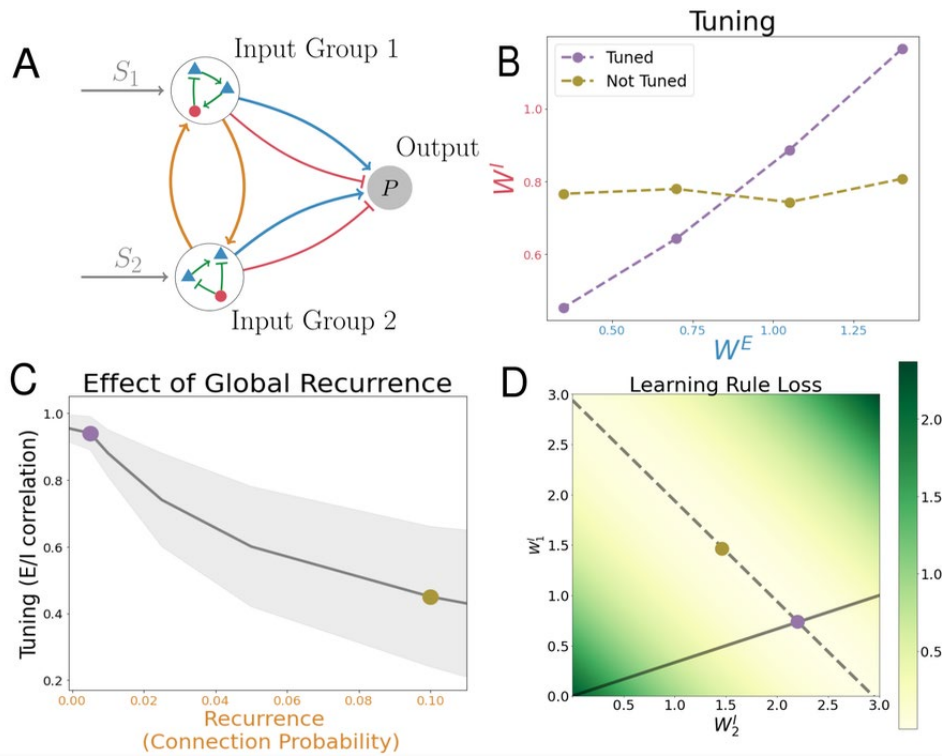 A
Input Group 1
S₁
Output
P
S₂
Input Group 2
Tuning
B
Tuned
Not Tuned
1.0
0.8
0.6
W^I
0.50
0.75
1.00
1.25
W^E
C
Effect of Global Recurrence
1.0
0.8
0.6
0.4
0.2
Tuning (E/I correlation)
0.00
0.02
0.04
0.06
0.08
0.10
Recurrence
(Connection Probability)
D
Learning Rule Loss
3.0
2.5
2.0
1.5
1.0
0.5
0.0
W₁^I
0.5
1.0
1.5
2.0
2.5
3.0
W₂^I
2.0
1.5
1.0
0.5